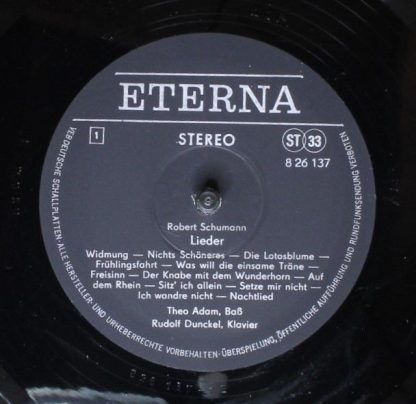 ETERNA
1
STEREO
ST 33
8 26 137
Robert Schumann
Lieder
Widmung — Nichts Schöneres — Die Lotosblume —
Frühlingsfahrt — Was will die einsame Träne —
Freisinn — Der Knabe mit dem Wunderhorn — Auf
dem Rhein — Sitz' ich allein — Setze mir nicht —
Ich wandre nicht — Nachtlied
Theo Adam, Baß
Rudolf Dunckel, Klavier
VEB DEUTSCHE SCHALLPLATTEN · ALLE HERSTELLER- UND URHEBERRECHTE VORBEHALTEN · ÜBERSPIELUNG, ÖFFENTLICHE AUFFÜHRUNG UND RUNDFUNKSENDUNG VERBOTEN